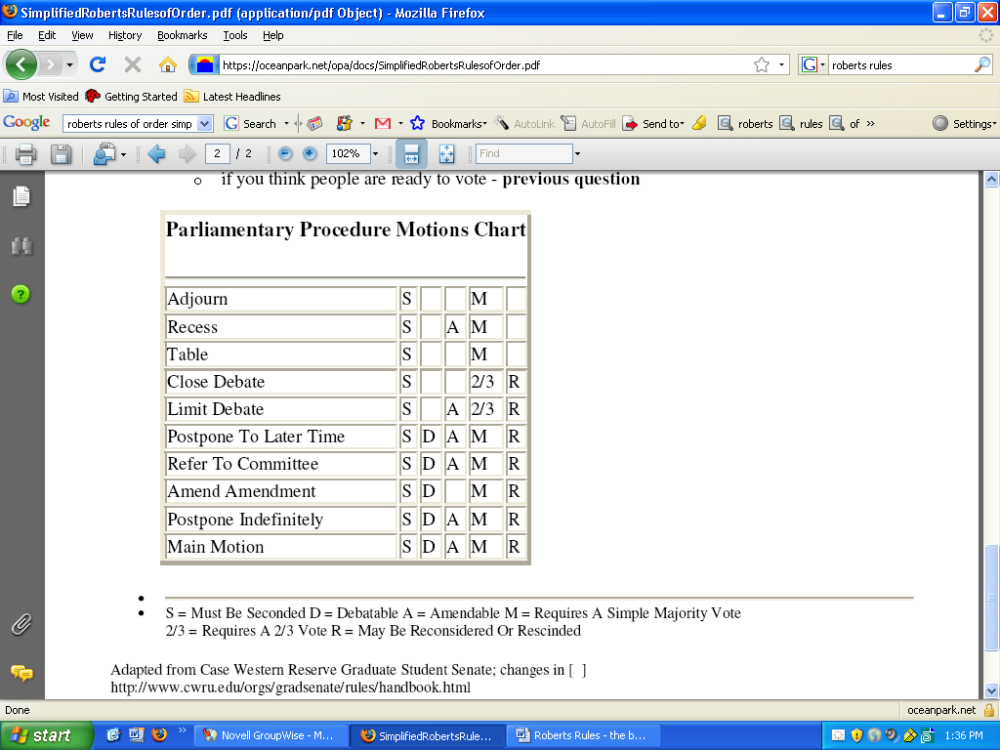 SimplifiedRobertsRulesofOrder.pdf (application/pdf Object) - Mozilla Firefox
File Edit View History Bookmarks Tools Help
https://oceanpark.net/opa/docs/SimplifiedRobertsRulesofOrder.pdf G roberts rules
Most Visited Getting Started Latest Headlines
Google roberts rules of order simp G Search Bookmarks AutoLink AutoFill Send to roberts rules of » Settings
2 / 2 102% Find
o if you think people are ready to vote - previous question
Parliamentary Procedure Motions Chart
Adjourn S M
Recess S A M
Table S M
Close Debate S 2/3 R
Limit Debate S A 2/3 R
Postpone To Later Time S D A M R
Refer To Committee S D A M R
Amend Amendment S D M R
Postpone Indefinitely S D A M R
Main Motion S D A M R
• S = Must Be Seconded D = Debatable A = Amendable M = Requires A Simple Majority Vote
2/3 = Requires A 2/3 Vote R = May Be Reconsidered Or Rescinded
Adapted from Case Western Reserve Graduate Student Senate; changes in [ ]
http://www.cwru.edu/orgs/gradsenate/rules/handbook.html
Done oceanpark.net
start » Novell GroupWise - M... SimplifiedRobertsRule... Roberts Rules - the b... 1:36 PM